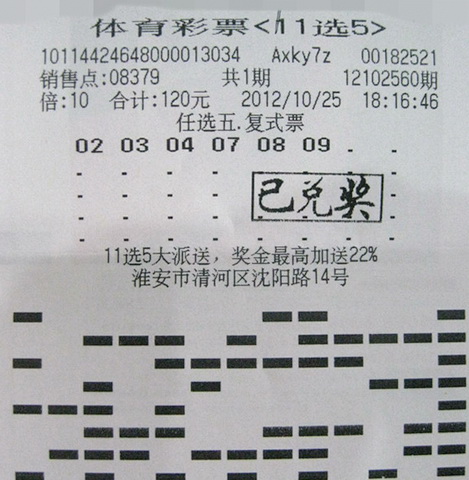 体育彩票<11选5>
10114424648000013034 Axky7z 00182521
销售点:08379 共1期 12102560期
倍:10 合计:120元 2012/10/25 18:16:46
任选五.复式票
02 03 04 07 08 09 - -
- - - - - - - -
- - - - - - - -
- - - - - - - -
- - - - - - - -
已兑奖
11选5大派送，奖金最高加送22%
淮安市清河区沈阳路14号